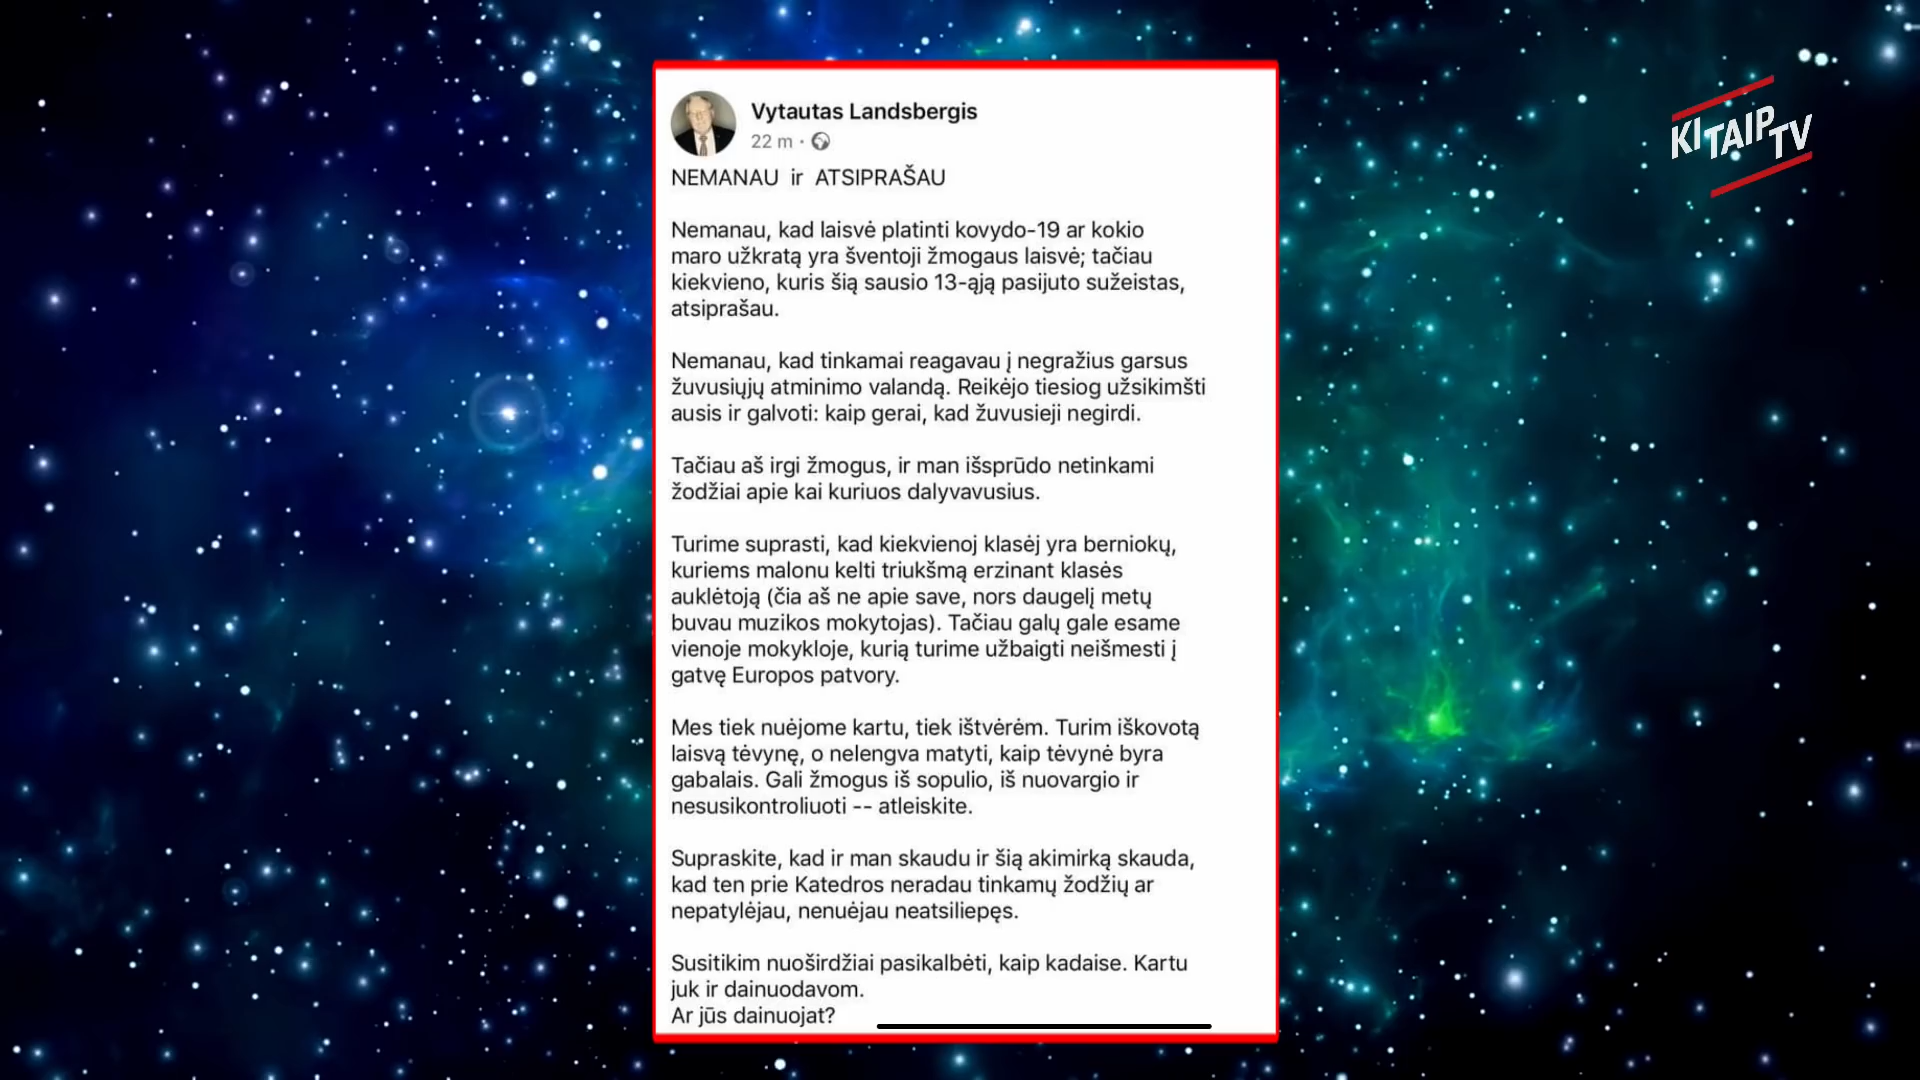 Vytautas Landsbergis
22 m ·
NEMANAU ir ATSIPRAŠAU
Nemanau, kad laisvė platinti kovydo-19 ar kokio
maro užkratą yra šventoji žmogaus laisvė; tačiau
kiekvieno, kuris šią sausio 13-ąją pasijuto sužeistas,
atsiprašau.
Nemanau, kad tinkamai reagavau į negražius garsus
žuvusiųjų atminimo valandą. Reikėjo tiesiog užsikimšti
ausis ir galvoti: kaip gerai, kad žuvusieji negirdi.
Tačiau aš irgi žmogus, ir man išsprūdo netinkami
žodžiai apie kai kuriuos dalyvavusius.
Turime suprasti, kad kiekvienoj klasėj yra berniokų,
kuriems malonu kelti triukšmą erzinant klasės
auklėtoją (čia aš ne apie save, nors daugelį metų
buvau muzikos mokytojas). Tačiau galų gale esame
vienoje mokykloje, kurią turime užbaigti neišmesti į
gatvę Europos patvory.
Mes tiek nuėjome kartu, tiek ištvėrėm. Turim iškovotą
laisvą tėvynę, o nelengva matyti, kaip tėvynė byra
gabalais. Gali žmogus iš sopulio, iš nuovargio ir
nesusikontroliuoti -- atleiskite.
Supraskite, kad ir man skaudu ir šią akimirką skauda,
kad ten prie Katedros neradau tinkamų žodžių ar
nepatylėjau, nenuėjau neatsiliepęs.
Susitikim nuoširdžiai pasikalbėti, kaip kadaise. Kartu
juk ir dainuodavom.
Ar jūs dainuojat?
KITAIP TV